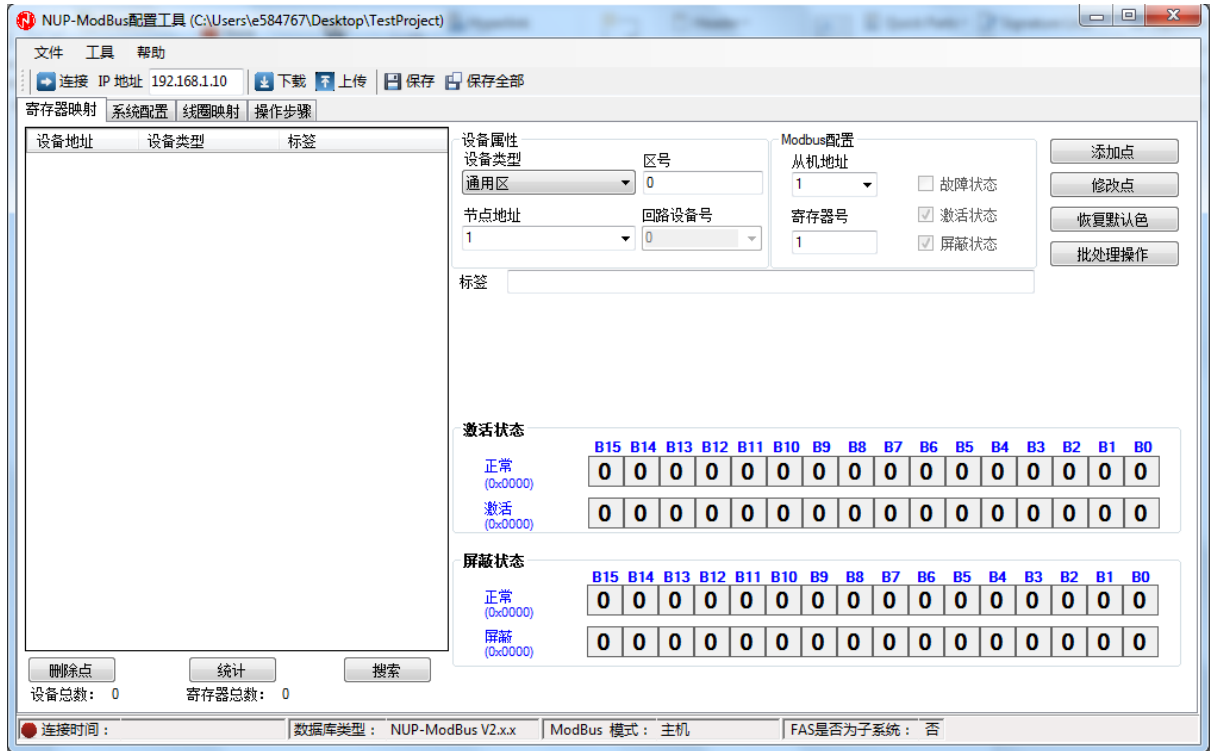 NUP-ModBus配置工具 (C:\Users\e584767\Desktop\TestProject)
文件 工具 帮助
连接 IP 地址 192.168.1.10 下载 上传 保存 保存全部
寄存器映射 系统配置 线圈映射 操作步骤
设备地址 设备类型 标签
设备属性
设备类型 区号
通用区 0
节点地址 回路设备号
1 0
Modbus配置
从机地址
1 故障状态
寄存器号 激活状态
1 屏蔽状态
添加点
修改点
恢复默认色
批处理操作
标签
激活状态
B15 B14 B13 B12 B11 B10 B9 B8 B7 B6 B5 B4 B3 B2 B1 B0
正常 0 0 0 0 0 0 0 0 0 0 0 0 0 0 0 0
(0x0000)
激活 0 0 0 0 0 0 0 0 0 0 0 0 0 0 0 0
(0x0000)
屏蔽状态
B15 B14 B13 B12 B11 B10 B9 B8 B7 B6 B5 B4 B3 B2 B1 B0
正常 0 0 0 0 0 0 0 0 0 0 0 0 0 0 0 0
(0x0000)
屏蔽 0 0 0 0 0 0 0 0 0 0 0 0 0 0 0 0
(0x0000)
删除点 统计 搜索
设备总数: 0 寄存器总数: 0
连接时间: 数据库类型: NUP-ModBus V2.x.x ModBus 模式: 主机 FAS是否为子系统: 否